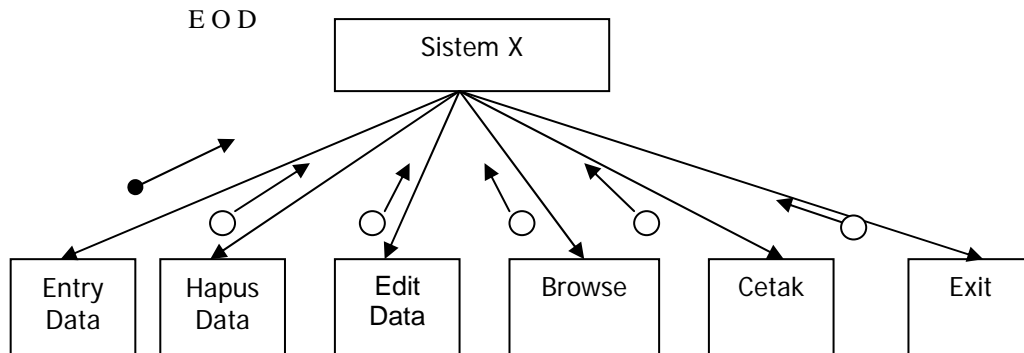 E O D
Sistem X
Entry
Data
Hapus
Data
Edit
Data
Browse
Cetak
Exit